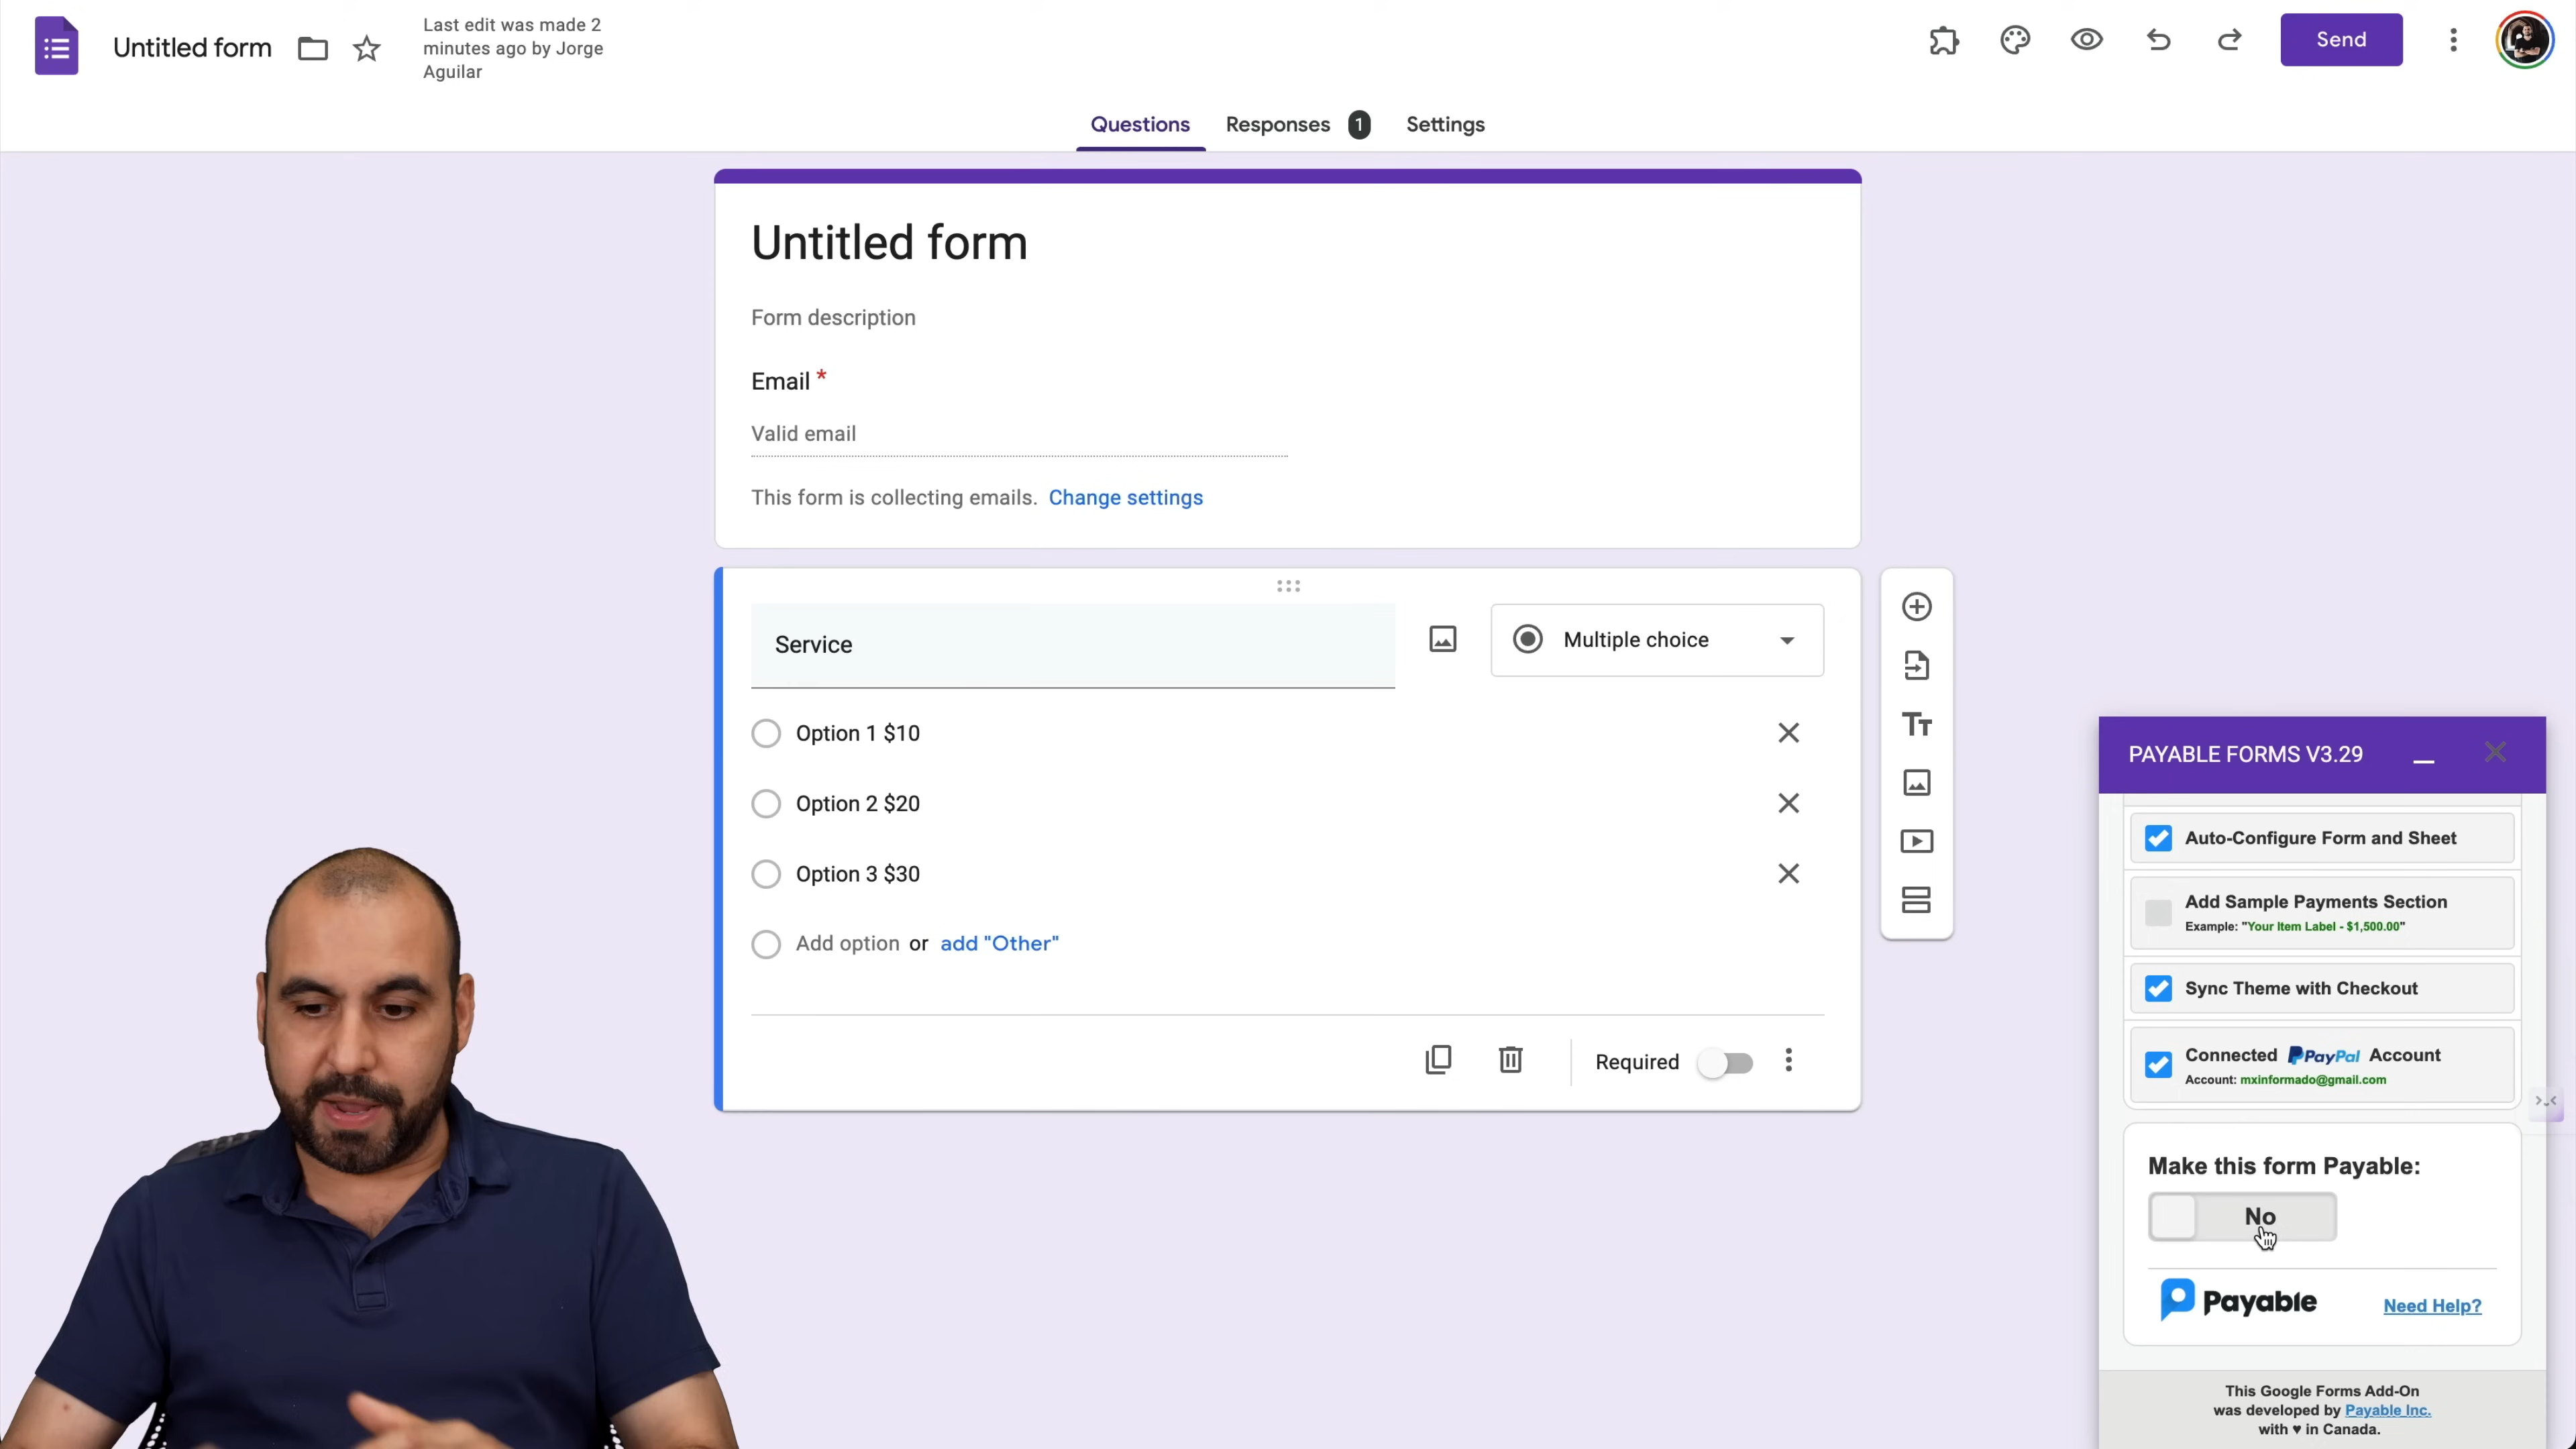 Untitled form
Last edit was made 2
minutes ago by Jorge
Aguilar
Send
Questions
Responses 1
Settings
Untitled form
Form description
Email *
Valid email
This form is collecting emails. Change settings
Service
Multiple choice
Option 1 $10
Option 2 $20
Option 3 $30
Add option or add "Other"
Required
PAYABLE FORMS V3.29
Auto-Configure Form and Sheet
Add Sample Payments Section
Example: "Your Item Label - $1,500.00"
Sync Theme with Checkout
Connected PayPal Account
Account: mxinformado@gmail.com
Make this form Payable:
No
Payable
Need Help?
This Google Forms Add-On
was developed by Payable Inc.
with ♥ in Canada.